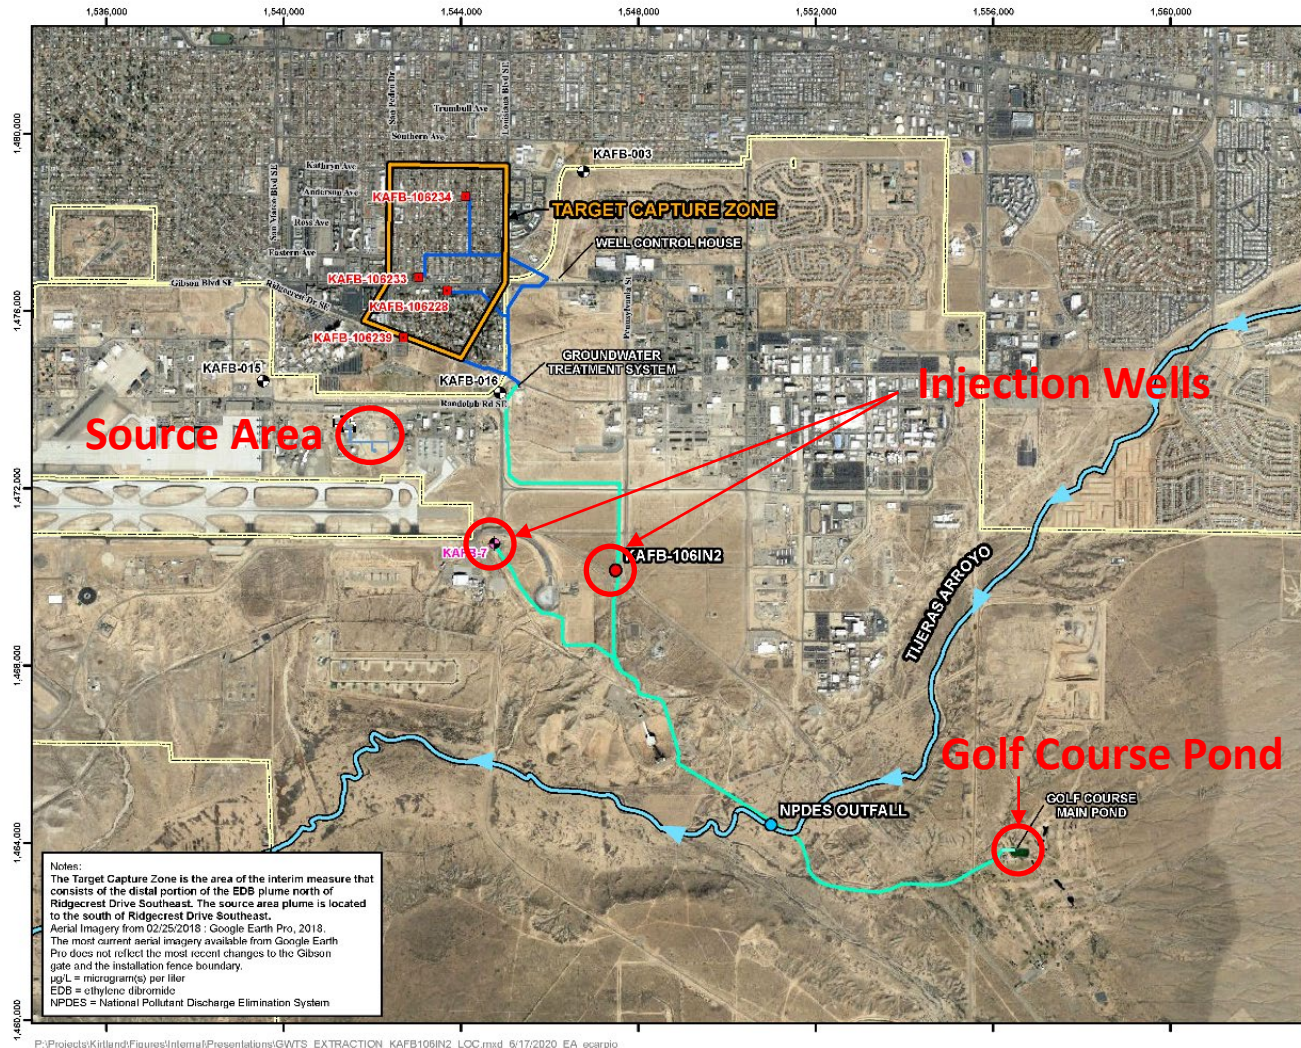 1,536,000
1,540,000
1,544,000
1,548,000
1,552,000
1,556,000
1,560,000
1,480,000
1,476,000
1,472,000
1,468,000
1,464,000
1,460,000
San Pedro Dr
Louisiana Blvd SE
Trumbull Ave
Southern Ave
Kathryn Ave
Anderson Ave
Ross Ave
Eastern Ave
San Mateo Blvd SE
Gibson Blvd SE
Ridgecrest Dr SE
Pennsylvania St
Randolph Rd SE
KAFB-003
KAFB-106234
TARGET CAPTURE ZONE
WELL CONTROL HOUSE
KAFB-106233
KAFB-106228
KAFB-106239
KAFB-015
KAFB-016
GROUNDWATER
TREATMENT SYSTEM
Injection Wells
Source Area
KAFB-7
KAFB-106IN2
TIJERAS ARROYO
Golf Course Pond
GOLF COURSE
MAIN POND
NPDES OUTFALL
Notes:
The Target Capture Zone is the area of the interim measure that
consists of the distal portion of the EDB plume north of
Ridgecrest Drive Southeast. The source area plume is located
to the south of Ridgecrest Drive Southeast.
Aerial Imagery from 02/25/2018 : Google Earth Pro, 2018.
The most current aerial imagery available from Google Earth
Pro does not reflect the most recent changes to the Gibson
gate and the installation fence boundary.
µg/L = microgram(s) per liter
EDB = ethylene dibromide
NPDES = National Pollutant Discharge Elimination System
P:\Projects\Kirtland\Figures\Internal\Presentations\GWTS_EXTRACTION_KAFB106IN2_LOC.mxd 6/17/2020 EA ecarpio